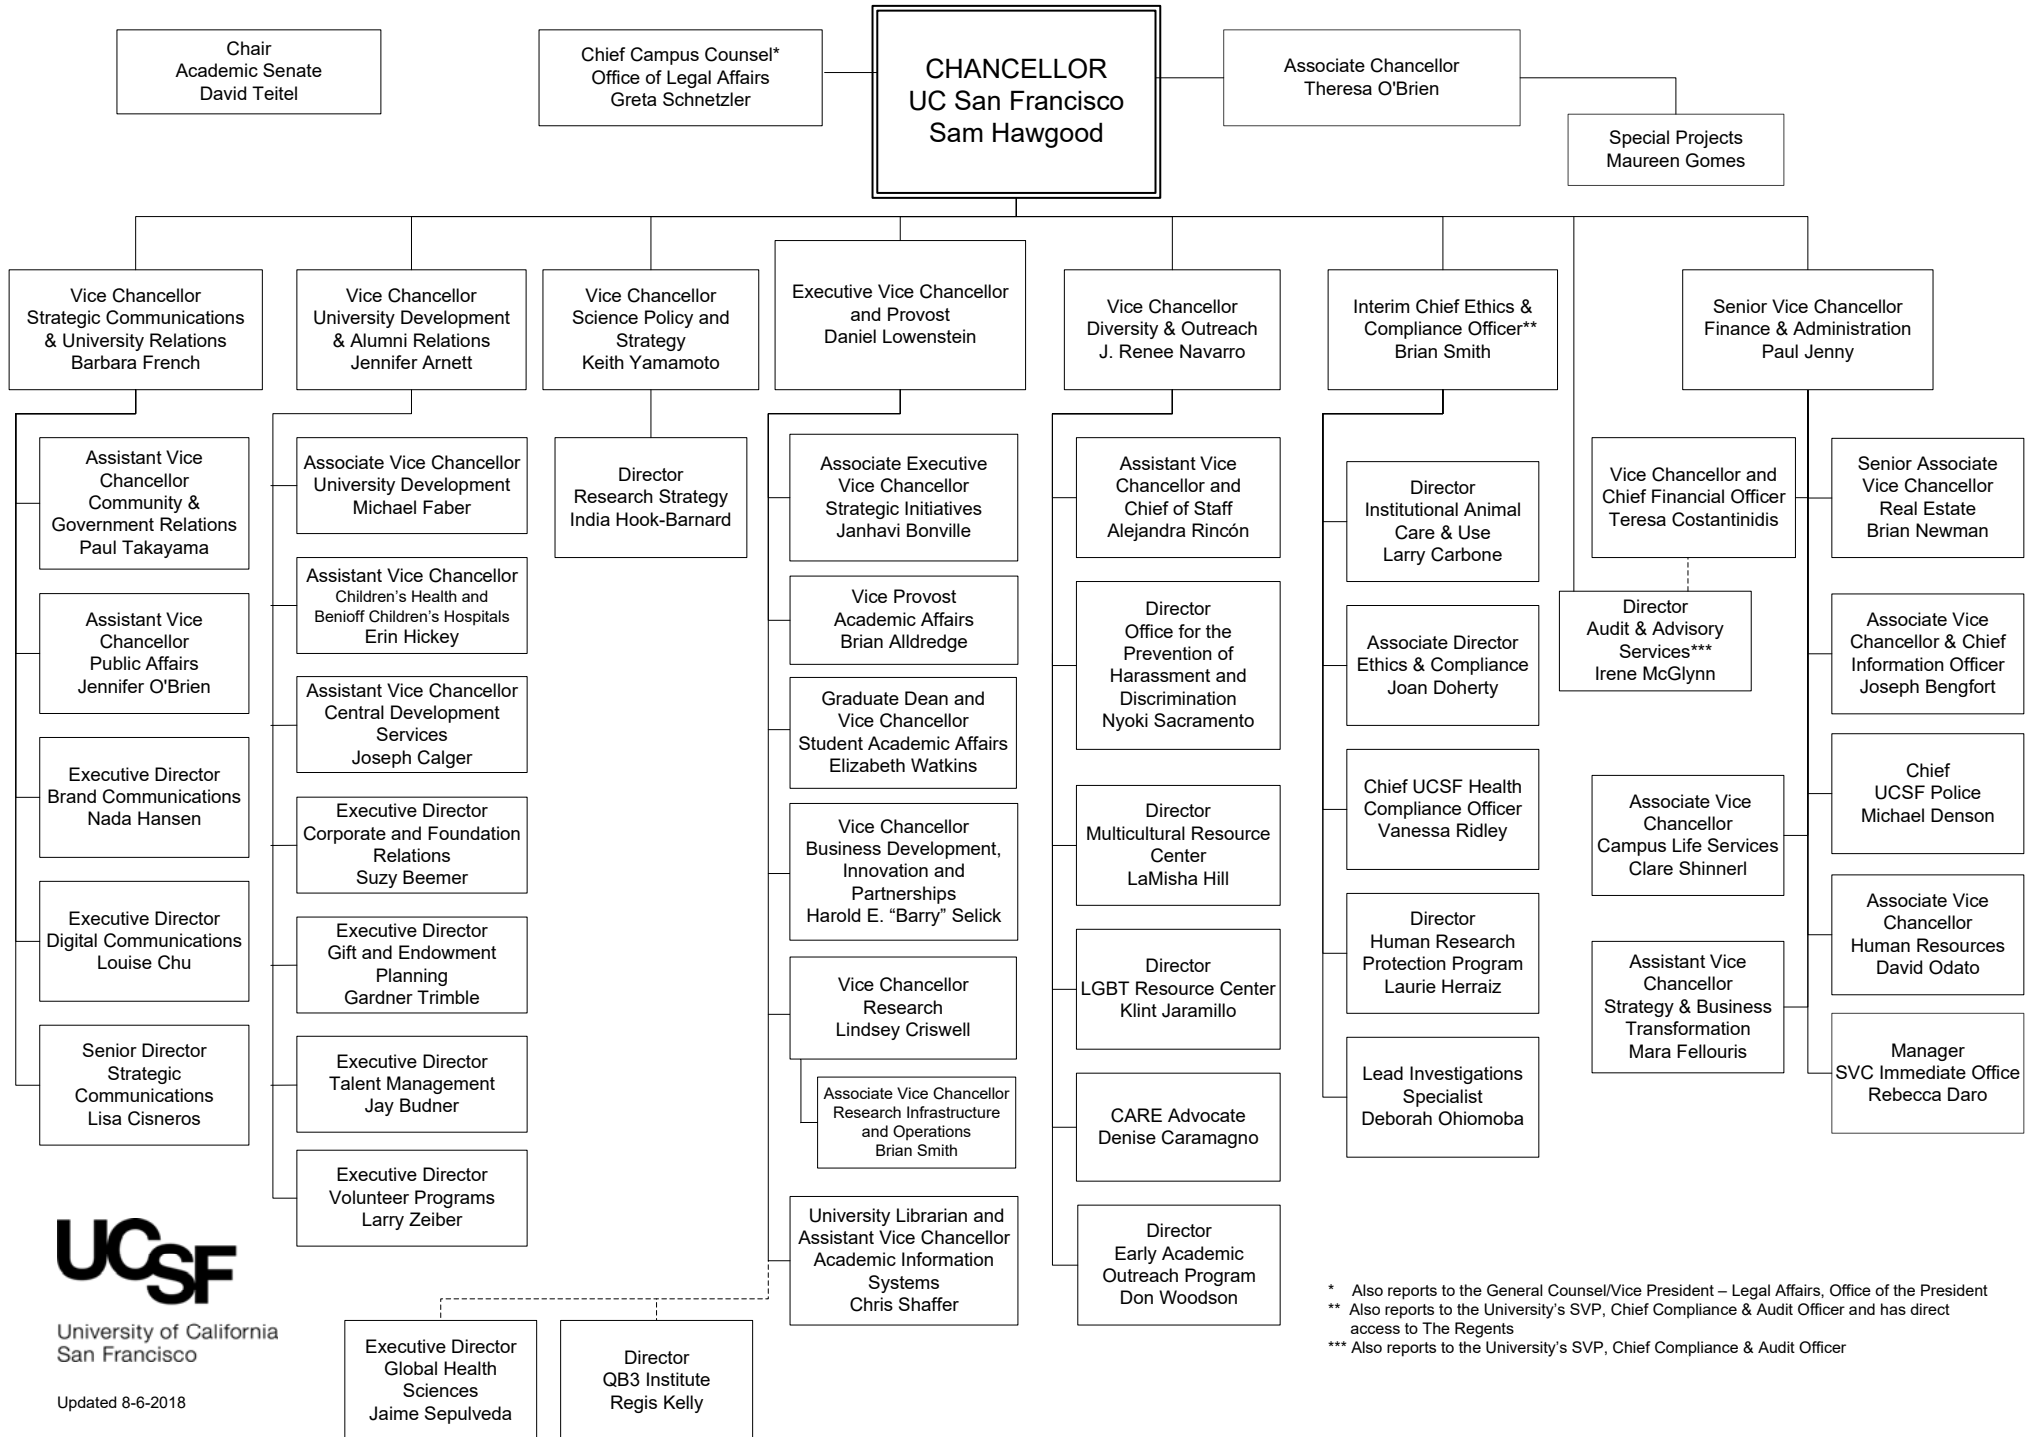 Chair
Academic Senate
David Teitel
Chief Campus Counsel*
Office of Legal Affairs
Greta Schnetzler
CHANCELLOR
UC San Francisco
Sam Hawgood
Associate Chancellor
Theresa O'Brien
Special Projects
Maureen Gomes
Vice Chancellor
Strategic Communications
& University Relations
Barbara French
Vice Chancellor
University Development
& Alumni Relations
Jennifer Arnett
Vice Chancellor
Science Policy and
Strategy
Keith Yamamoto
Executive Vice Chancellor
and Provost
Daniel Lowenstein
Vice Chancellor
Diversity & Outreach
J. Renee Navarro
Interim Chief Ethics &
Compliance Officer**
Brian Smith
Senior Vice Chancellor
Finance & Administration
Paul Jenny
Assistant Vice
Chancellor
Community &
Government Relations
Paul Takayama
Assistant Vice
Chancellor
Public Affairs
Jennifer O'Brien
Executive Director
Brand Communications
Nada Hansen
Executive Director
Digital Communications
Louise Chu
Senior Director
Strategic
Communications
Lisa Cisneros
Associate Vice Chancellor
University Development
Michael Faber
Assistant Vice Chancellor
Children's Health and
Benioff Children's Hospitals
Erin Hickey
Assistant Vice Chancellor
Central Development
Services
Joseph Calger
Executive Director
Corporate and Foundation
Relations
Suzy Beemer
Executive Director
Gift and Endowment
Planning
Gardner Trimble
Executive Director
Talent Management
Jay Budner
Executive Director
Volunteer Programs
Larry Zeiber
Director
Research Strategy
India Hook-Barnard
Associate Executive
Vice Chancellor
Strategic Initiatives
Janhavi Bonville
Vice Provost
Academic Affairs
Brian Alldredge
Graduate Dean and
Vice Chancellor
Student Academic Affairs
Elizabeth Watkins
Vice Chancellor
Business Development,
Innovation and
Partnerships
Harold E. “Barry” Selick
Vice Chancellor
Research
Lindsey Criswell
Associate Vice Chancellor
Research Infrastructure
and Operations
Brian Smith
University Librarian and
Assistant Vice Chancellor
Academic Information
Systems
Chris Shaffer
Executive Director
Global Health
Sciences
Jaime Sepulveda
Director
QB3 Institute
Regis Kelly
Assistant Vice
Chancellor and
Chief of Staff
Alejandra Rincón
Director
Office for the
Prevention of
Harassment and
Discrimination
Nyoki Sacramento
Director
Multicultural Resource
Center
LaMisha Hill
Director
LGBT Resource Center
Klint Jaramillo
CARE Advocate
Denise Caramagno
Director
Early Academic
Outreach Program
Don Woodson
Director
Institutional Animal
Care & Use
Larry Carbone
Associate Director
Ethics & Compliance
Joan Doherty
Chief UCSF Health
Compliance Officer
Vanessa Ridley
Director
Human Research
Protection Program
Laurie Herraiz
Lead Investigations
Specialist
Deborah Ohiomoba
Vice Chancellor and
Chief Financial Officer
Teresa Costantinidis
Director
Audit & Advisory
Services***
Irene McGlynn
Associate Vice
Chancellor
Campus Life Services
Clare Shinnerl
Assistant Vice
Chancellor
Strategy & Business
Transformation
Mara Fellouris
Senior Associate
Vice Chancellor
Real Estate
Brian Newman
Associate Vice
Chancellor & Chief
Information Officer
Joseph Bengfort
Chief
UCSF Police
Michael Denson
Associate Vice
Chancellor
Human Resources
David Odato
Manager
SVC Immediate Office
Rebecca Daro
UCSF
University of California
San Francisco
Updated 8-6-2018
* Also reports to the General Counsel/Vice President – Legal Affairs, Office of the President
** Also reports to the University's SVP, Chief Compliance & Audit Officer and has direct
access to The Regents
*** Also reports to the University's SVP, Chief Compliance & Audit Officer